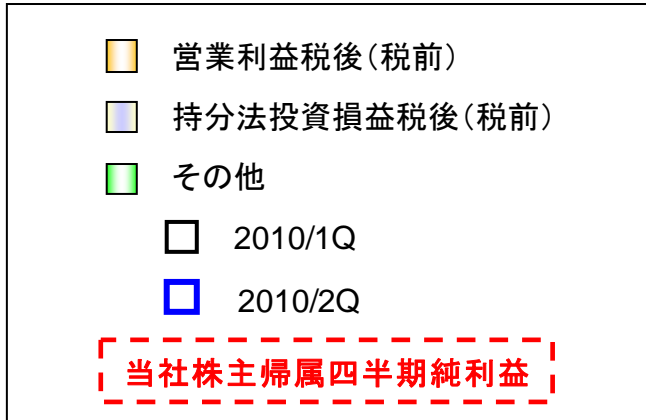 営業利益税後（税前）
持分法投資損益税後（税前）
その他
2010/1Q
2010/2Q
当社株主帰属四半期純利益